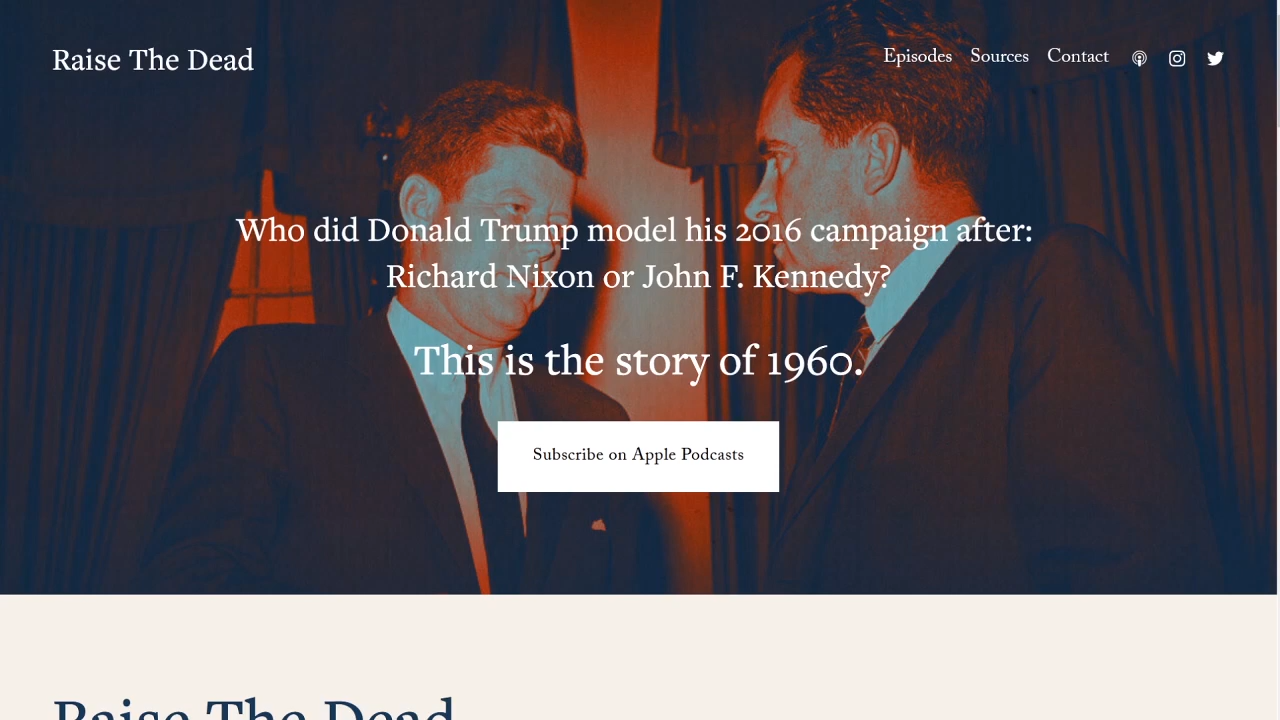 Raise The Dead
Episodes Sources Contact
Who did Donald Trump model his 2016 campaign after:
Richard Nixon or John F. Kennedy?
This is the story of 1960.
Subscribe on Apple Podcasts
Raise The Dead